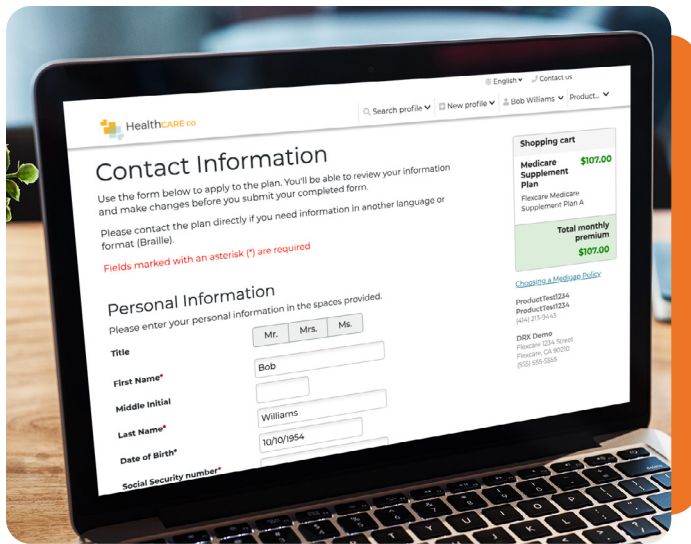 English
Contact us
HealthCARE co
Search profile
New profile
Bob Williams
Product...
Contact Information
Use the form below to apply to the plan. You'll be able to review your information
and make changes before you submit your completed form.
Please contact the plan directly if you need information in another language or
format (Braille).
Fields marked with an asterisk (*) are required
Personal Information
Please enter your personal information in the spaces provided.
Title
Mr.
Mrs.
Ms.
First Name*
Bob
Middle Initial
Last Name*
Williams
Date of Birth*
10/10/1954
Social Security number*
Shopping cart
Medicare $107.00
Supplement
Plan
Flexcare Medicare
Supplement Plan A
Total monthly
premium
$107.00
Choosing a Medigap Policy
ProductTest1234
ProductTest1234
(414) 213-9443
DRX Demo
Flexcare 1234 Street
Flexcare, CA 90210
(555) 555-5555